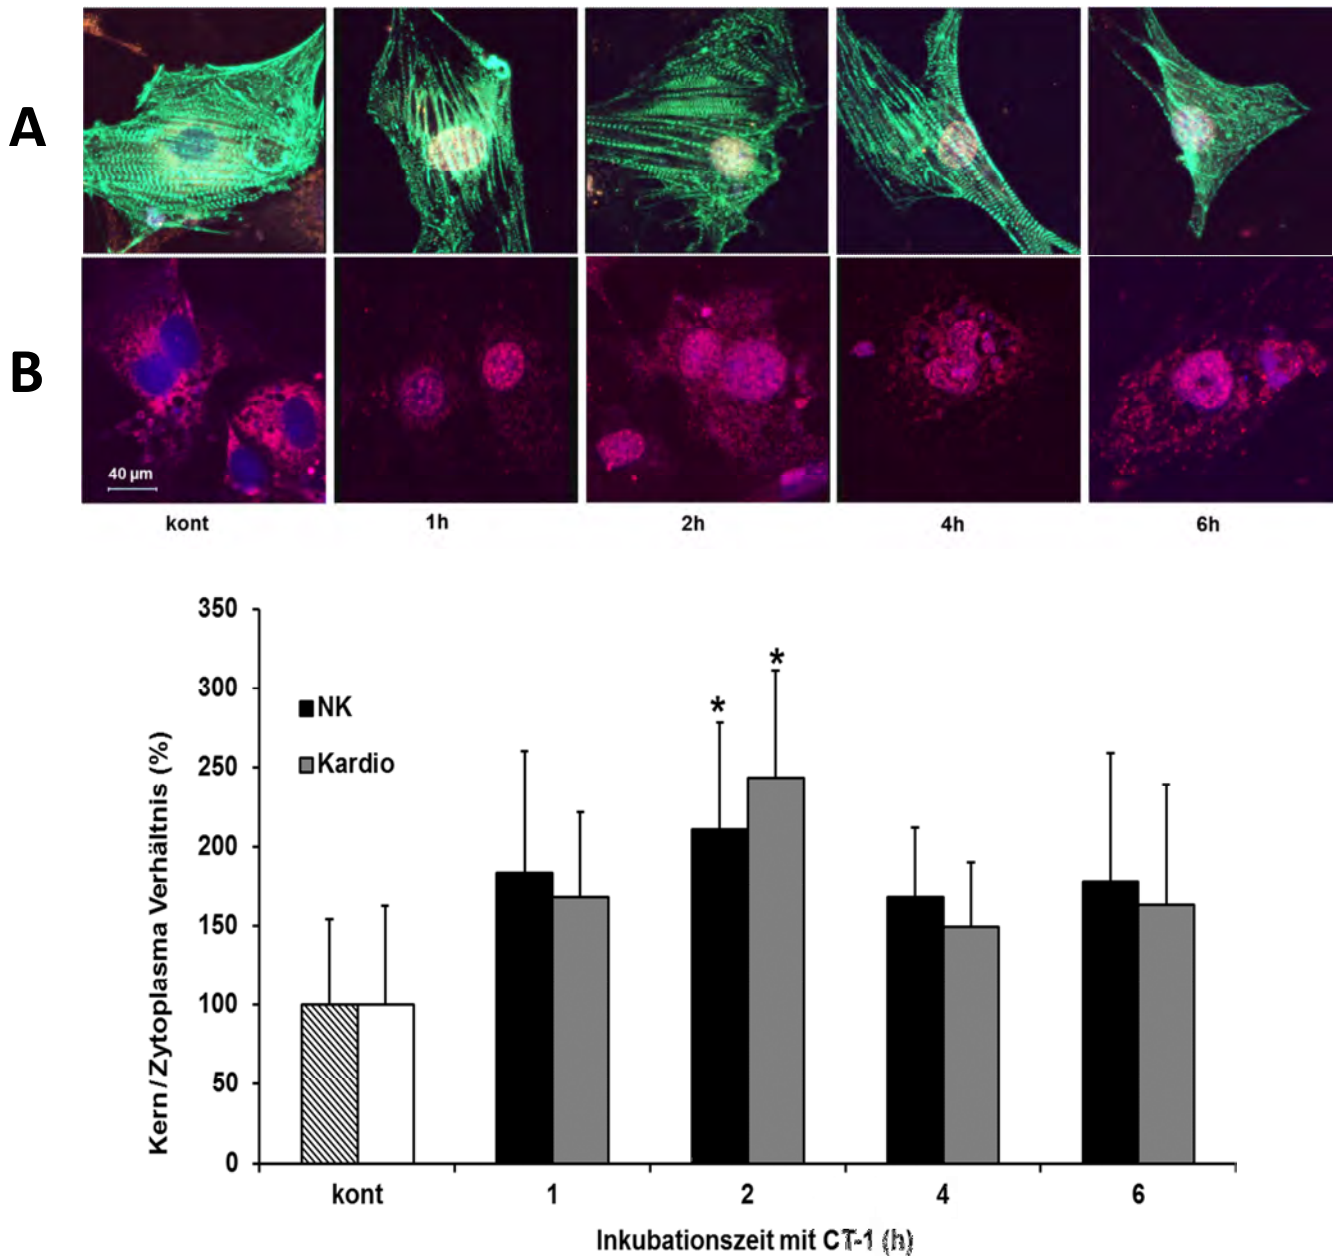 A
B
40 µm
kont 1h 2h 4h 6h
350
300
250
200
150
100
50
0
Kern / Zytoplasma Verhältnis (%)
NK
Kardio
*
*
kont 1 2 4 6
Inkubationszeit mit CT-1 (h)